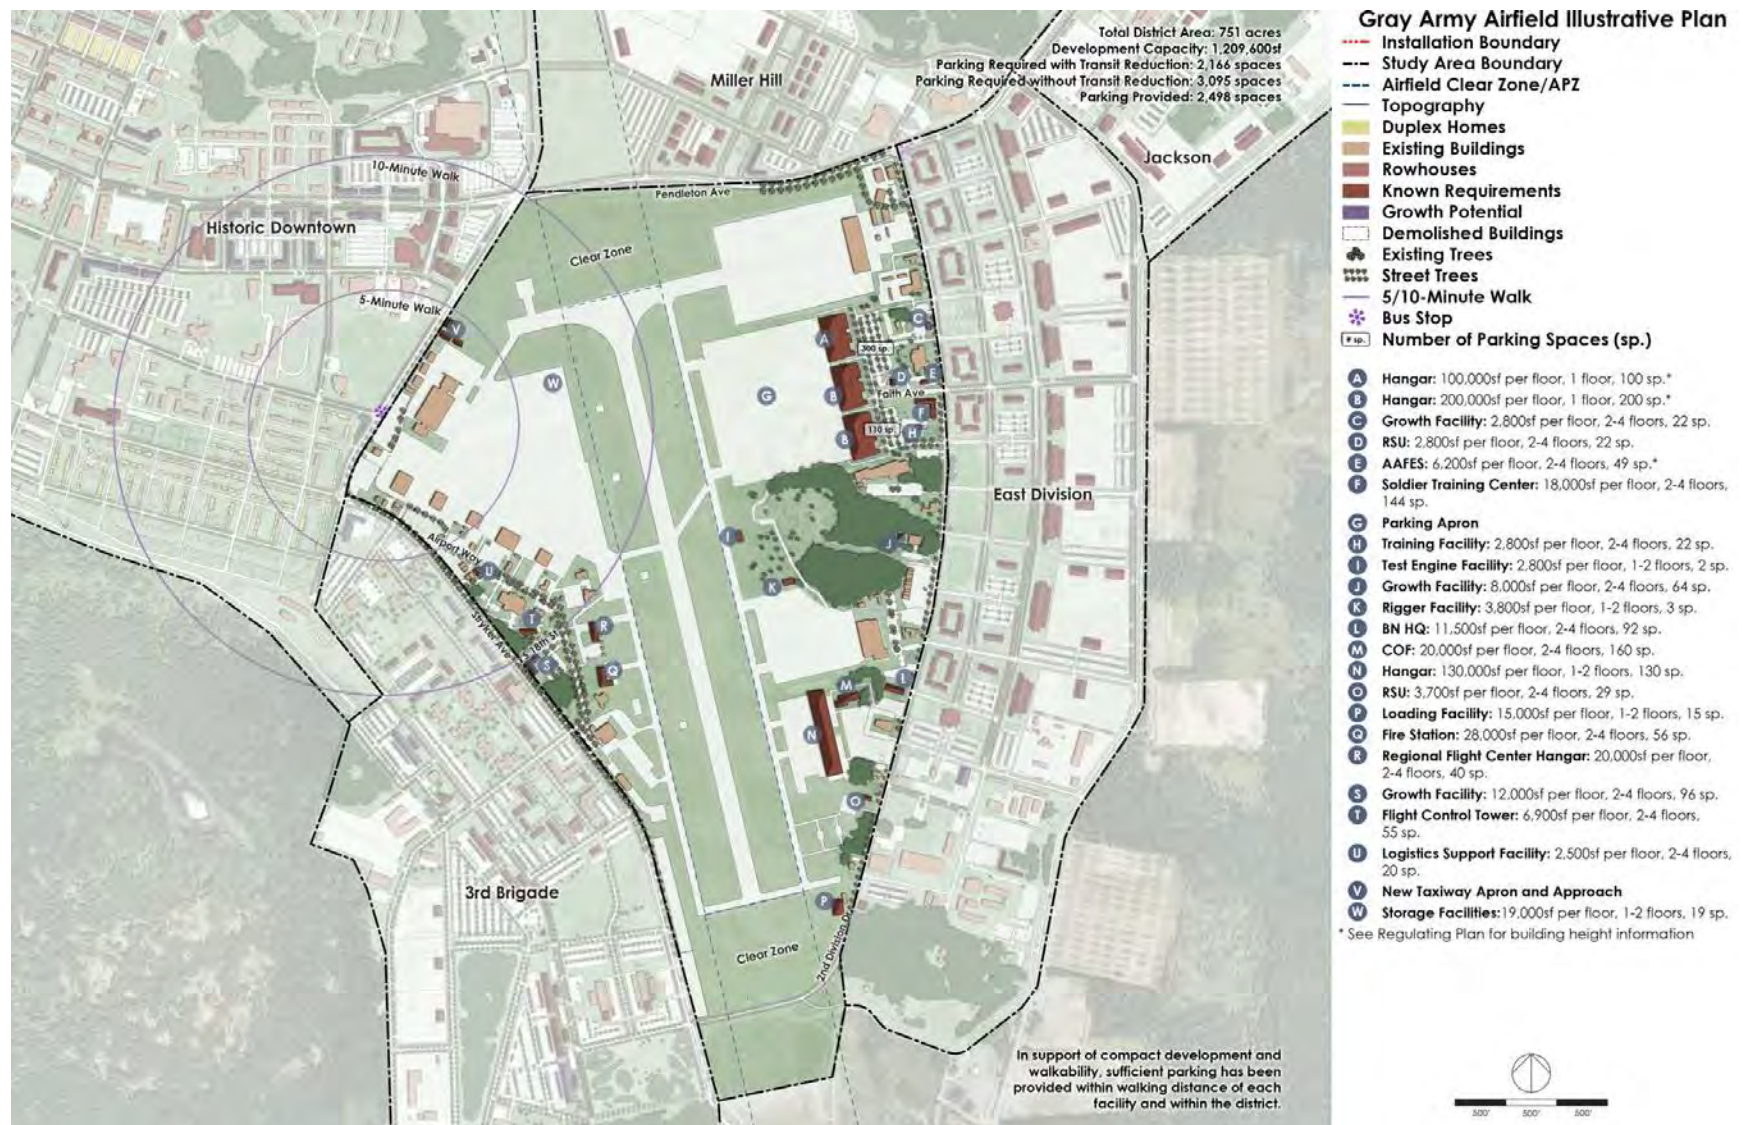 Gray Army Airfield Illustrative Plan
Installation Boundary
Study Area Boundary
Airfield Clear Zone/APZ
Topography
Duplex Homes
Existing Buildings
Rowhouses
Known Requirements
Growth Potential
Demolished Buildings
Existing Trees
Street Trees
5/10-Minute Walk
Bus Stop
# sp. Number of Parking Spaces (sp.)
A Hangar: 100,000sf per floor, 1 floor, 100 sp.*
B Hangar: 200,000sf per floor, 1 floor, 200 sp.*
C Growth Facility: 2,800sf per floor, 2-4 floors, 22 sp.
D RSU: 2,800sf per floor, 2-4 floors, 22 sp.
E AAFES: 6,200sf per floor, 2-4 floors, 49 sp.*
F Soldier Training Center: 18,000sf per floor, 2-4 floors,
144 sp.
G Parking Apron
H Training Facility: 2,800sf per floor, 2-4 floors, 22 sp.
I Test Engine Facility: 2,800sf per floor, 1-2 floors, 2 sp.
J Growth Facility: 8,000sf per floor, 2-4 floors, 64 sp.
K Rigger Facility: 3,800sf per floor, 1-2 floors, 3 sp.
L BN HQ: 11,500sf per floor, 2-4 floors, 92 sp.
M COF: 20,000sf per floor, 2-4 floors, 160 sp.
N Hangar: 130,000sf per floor, 1-2 floors, 130 sp.
O RSU: 3,700sf per floor, 2-4 floors, 29 sp.
P Loading Facility: 15,000sf per floor, 1-2 floors, 15 sp.
Q Fire Station: 28,000sf per floor, 2-4 floors, 56 sp.
R Regional Flight Center Hangar: 20,000sf per floor,
2-4 floors, 40 sp.
S Growth Facility: 12,000sf per floor, 2-4 floors, 96 sp.
T Flight Control Tower: 6,900sf per floor, 2-4 floors,
55 sp.
U Logistics Support Facility: 2,500sf per floor, 2-4 floors,
20 sp.
V New Taxiway Apron and Approach
W Storage Facilities:19,000sf per floor, 1-2 floors, 19 sp.
* See Regulating Plan for building height information
500' 500' 500'
Total District Area: 751 acres
Development Capacity: 1,209,600sf
Parking Required with Transit Reduction: 2,166 spaces
Parking Required without Transit Reduction: 3,095 spaces
Parking Provided: 2,498 spaces
Miller Hill
Jackson
10-Minute Walk
Pendleton Ave
Historic Downtown
Clear Zone
5-Minute Walk
V
C
A
300 sp.
W
D
E
G
B
Faith Ave
F
110 sp.
H
B
East Division
I
J
Airport Way
U
K
T
R
Stryker Ave
S 18th St
S
Q
M
L
N
O
3rd Brigade
P
2nd Division Dr
Clear Zone
In support of compact development and
walkability, sufficient parking has been
provided within walking distance of each
facility and within the district.